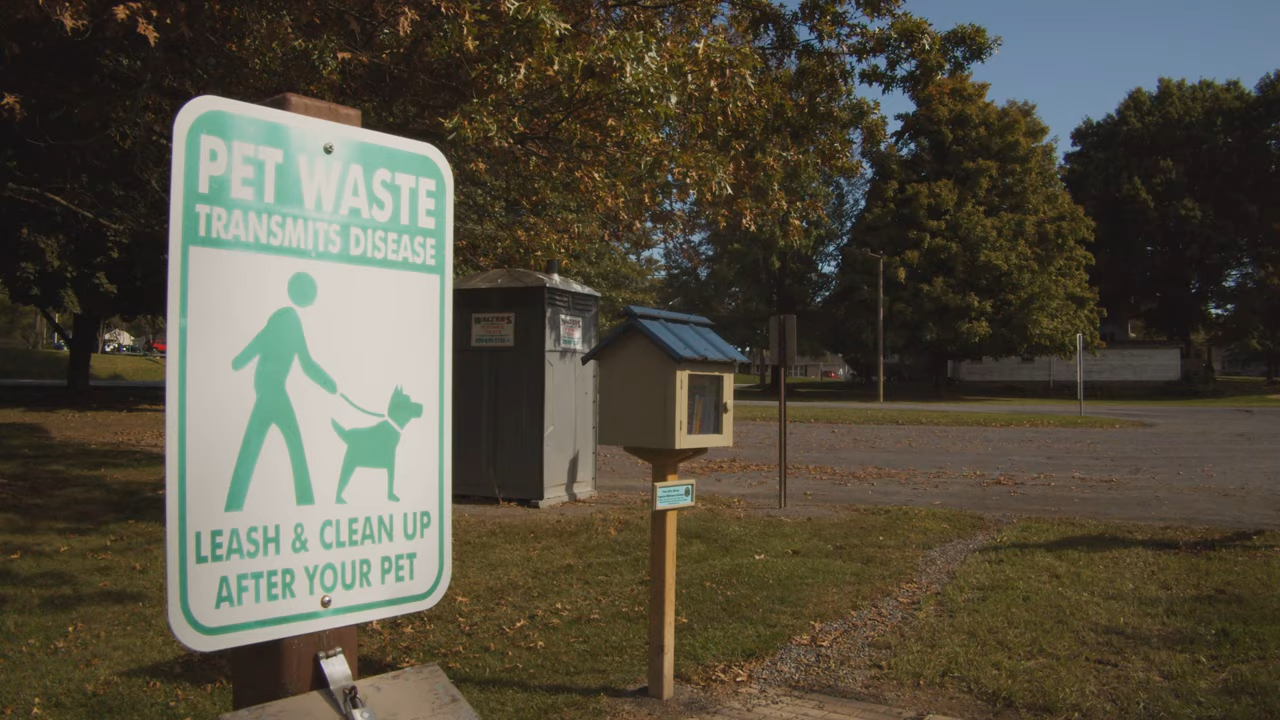 PET WASTE
TRANSMITS DISEASE
LEASH & CLEAN UP
AFTER YOUR PET